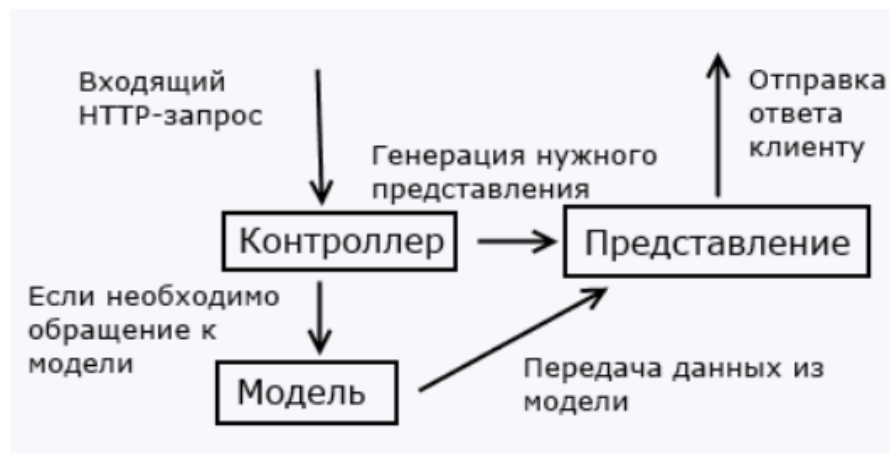 Входящий
HTTP-запрос
Отправка
ответа
клиенту
Генерация нужного
представления
Контроллер
Представление
Если необходимо
обращение к
модели
Модель
Передача данных из
модели